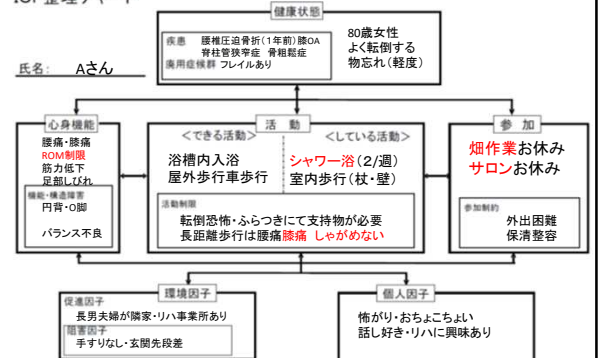 ICF整理チャート
健康状態
疾患 腰椎圧迫骨折(1年前)膝OA
脊柱管狭窄症 骨粗鬆症
廃用症候群 フレイルあり
80歳女性
よく転倒する
物忘れ(軽度)
氏名: Aさん
心身機能
腰痛・膝痛
ROM制限
筋力低下
足部しびれ
機能・構造障害
円背・O脚
バランス不良
活動
<できる活動>
浴槽内入浴
屋外歩行車歩行
<している活動>
シャワー浴(2/週)
室内歩行(杖・壁)
活動制限
転倒恐怖・ふらつきにて支持物が必要
長距離歩行は腰痛膝痛 しゃがめない
参加
畑作業お休み
サロンお休み
参加制約
外出困難
保清整容
環境因子
促進因子
長男夫婦が隣家・リハ事業所あり
阻害因子
手すりなし・玄関先段差
個人因子
怖がり・おちょこちょい
話し好き・リハに興味あり